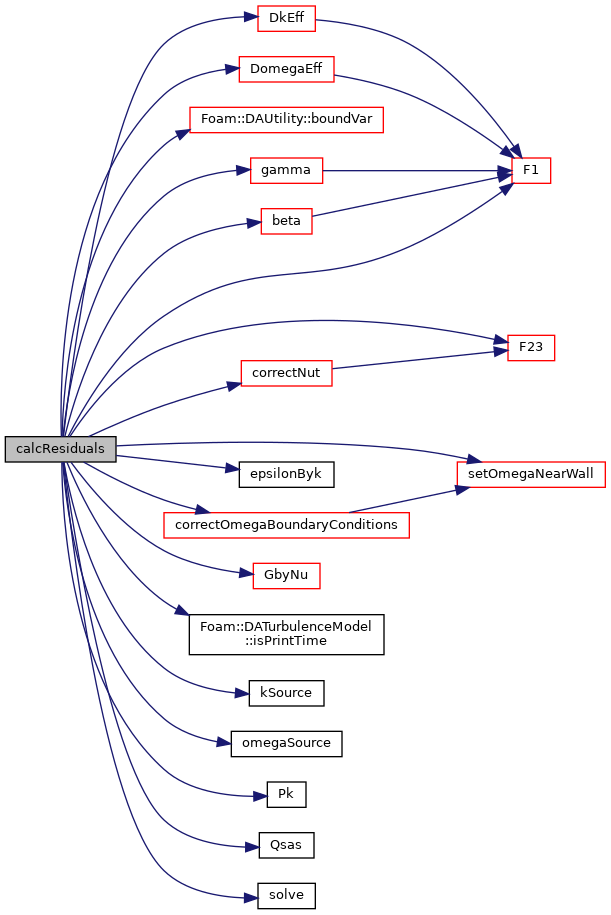 DkEff
DomegaEff
Foam::DAUtility::boundVar
gamma
F1
beta
F23
correctNut
calcResiduals
epsilonByk
setOmegaNearWall
correctOmegaBoundaryConditions
GbyNu
Foam::DATurbulenceModel
::isPrintTime
kSource
omegaSource
Pk
Qsas
solve